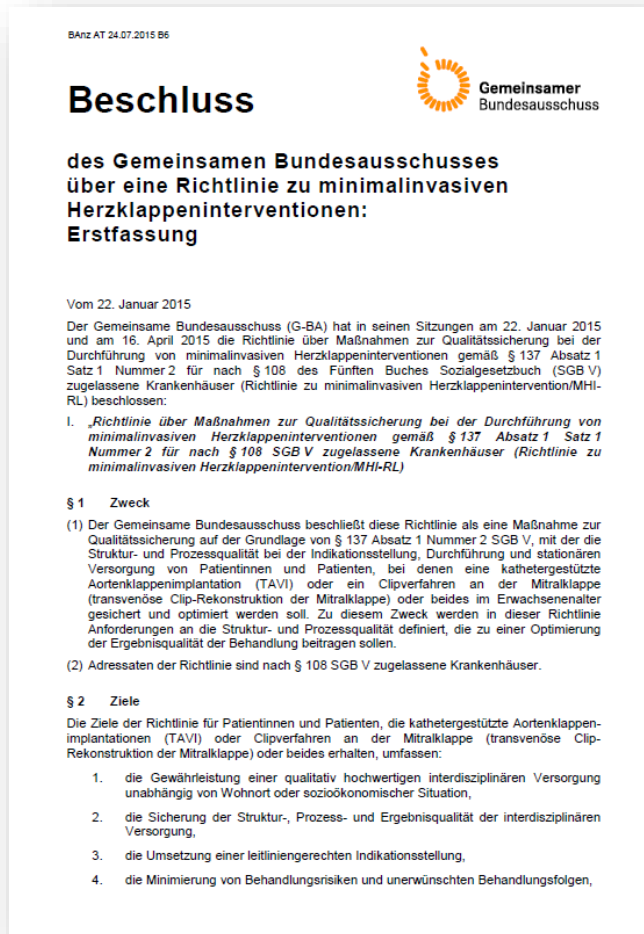 BAnz AT 24.07.2015 B6
Beschluss
Gemeinsamer
Bundesausschuss
des Gemeinsamen Bundesausschusses
über eine Richtlinie zu minimalinvasiven
Herzklappeninterventionen:
Erstfassung
Vom 22. Januar 2015
Der Gemeinsame Bundesausschuss (G-BA) hat in seinen Sitzungen am 22. Januar 2015
und am 16. April 2015 die Richtlinie über Maßnahmen zur Qualitätssicherung bei der
Durchführung von minimalinvasiven Herzklappeninterventionen gemäß § 137 Absatz 1
Satz 1 Nummer 2 für nach § 108 des Fünften Buches Sozialgesetzbuch (SGB V)
zugelassene Krankenhäuser (Richtlinie zu minimalinvasiven Herzklappenintervention/MHI-
RL) beschlossen:
I. „Richtlinie über Maßnahmen zur Qualitätssicherung bei der Durchführung von
minimalinvasiven Herzklappeninterventionen gemäß § 137 Absatz 1 Satz 1
Nummer 2 für nach § 108 SGB V zugelassene Krankenhäuser (Richtlinie zu
minimalinvasiven Herzklappenintervention/MHI-RL)
§ 1 Zweck
(1) Der Gemeinsame Bundesausschuss beschließt diese Richtlinie als eine Maßnahme zur
Qualitätssicherung auf der Grundlage von § 137 Absatz 1 Nummer 2 SGB V, mit der die
Struktur- und Prozessqualität bei der Indikationsstellung, Durchführung und stationären
Versorgung von Patientinnen und Patienten, bei denen eine kathetergestützte
Aortenklappenimplantation (TAVI) oder ein Clipverfahren an der Mitralklappe
(transvenöse Clip-Rekonstruktion der Mitralklappe) oder beides im Erwachsenenalter
gesichert und optimiert werden soll. Zu diesem Zweck werden in dieser Richtlinie
Anforderungen an die Struktur- und Prozessqualität definiert, die zu einer Optimierung
der Ergebnisqualität der Behandlung beitragen sollen.
(2) Adressaten der Richtlinie sind nach § 108 SGB V zugelassene Krankenhäuser.
§ 2 Ziele
Die Ziele der Richtlinie für Patientinnen und Patienten, die kathetergestützte Aortenklappen-
implantationen (TAVI) oder Clipverfahren an der Mitralklappe (transvenöse Clip-
Rekonstruktion der Mitralklappe) oder beides erhalten, umfassen:
1. die Gewährleistung einer qualitativ hochwertigen interdisziplinären Versorgung
unabhängig von Wohnort oder sozioökonomischer Situation,
2. die Sicherung der Struktur-, Prozess- und Ergebnisqualität der interdisziplinären
Versorgung,
3. die Umsetzung einer leitliniengerechten Indikationsstellung,
4. die Minimierung von Behandlungsrisiken und unerwünschten Behandlungsfolgen,